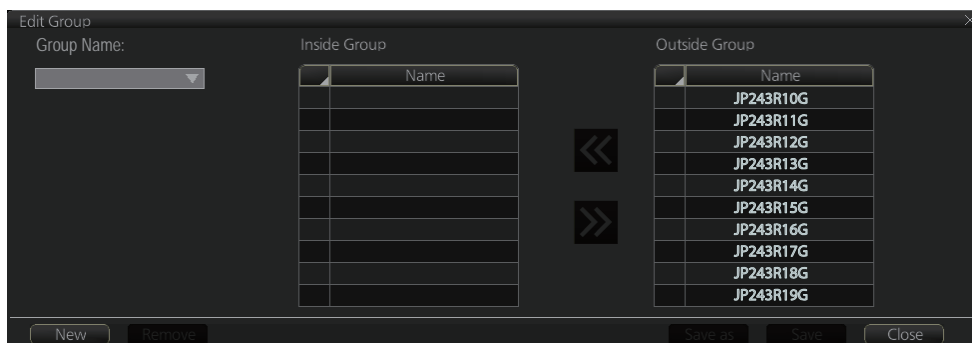 Edit Group
Group Name:
Inside Group
Outside Group
Name
Name
JP243R10G
JP243R11G
JP243R12G
JP243R13G
JP243R14G
JP243R15G
JP243R16G
JP243R17G
JP243R18G
JP243R19G
New Remove Save as Save Close